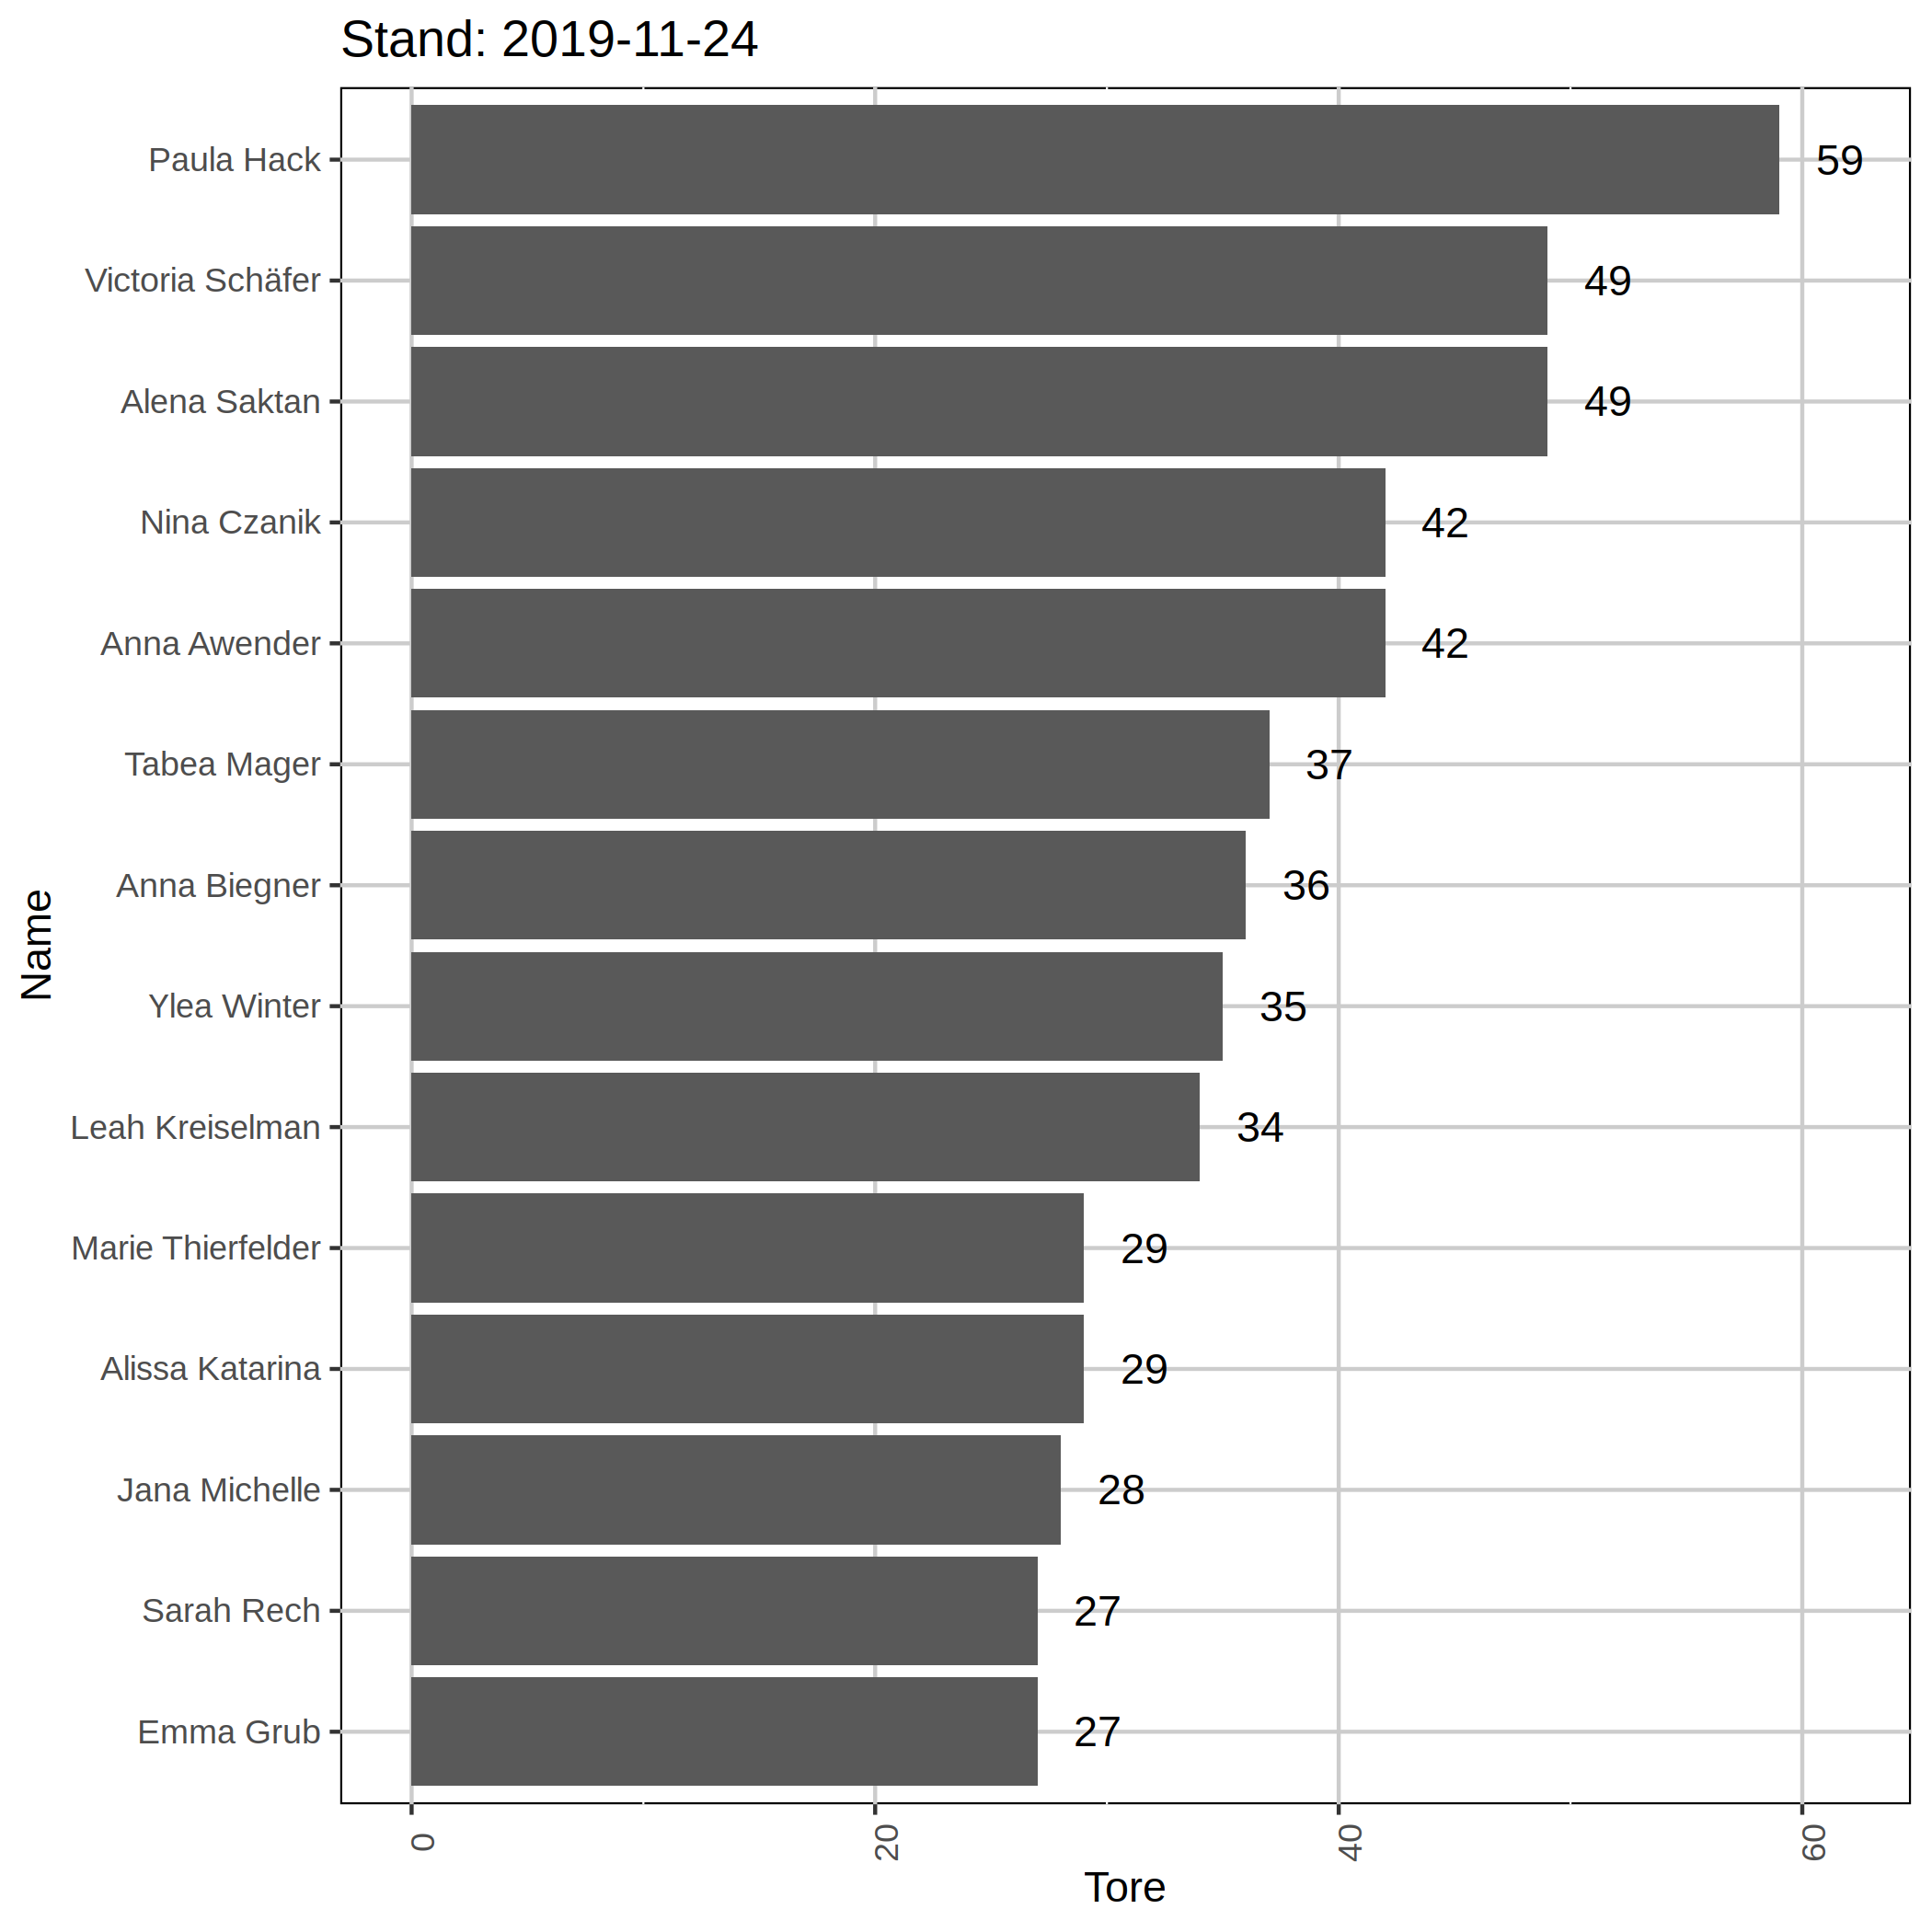 Stand: 2019-11-24
Paula Hack 59
Victoria Schäfer 49
Alena Saktan 49
Nina Czanik 42
Anna Awender 42
Tabea Mager 37
Anna Biegner 36
Ylea Winter 35
Leah Kreiselman 34
Marie Thierfelder 29
Alissa Katarina 29
Jana Michelle 28
Sarah Rech 27
Emma Grub 27
Name
0 20 40 60
Tore